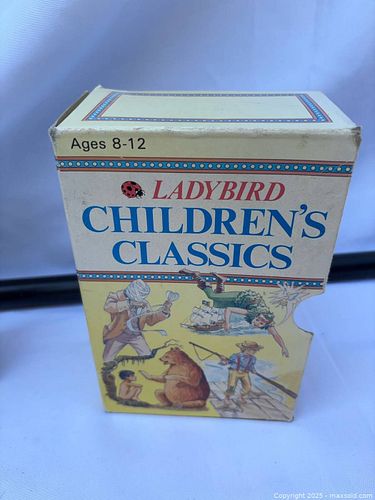 Ages 8-12
LADYBIRD
CHILDREN'S
CLASSICS
Copyright 2025 - maxsold.com